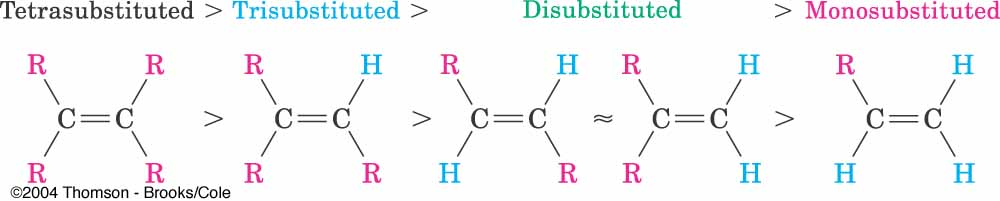 Tetrasubstituted > Trisubstituted > Disubstituted > Monosubstituted
R R R H R H R H R H
C=C > C=C > C=C ≈ C=C > C=C
R R R R H R R H H H
©2004 Thomson - Brooks/Cole